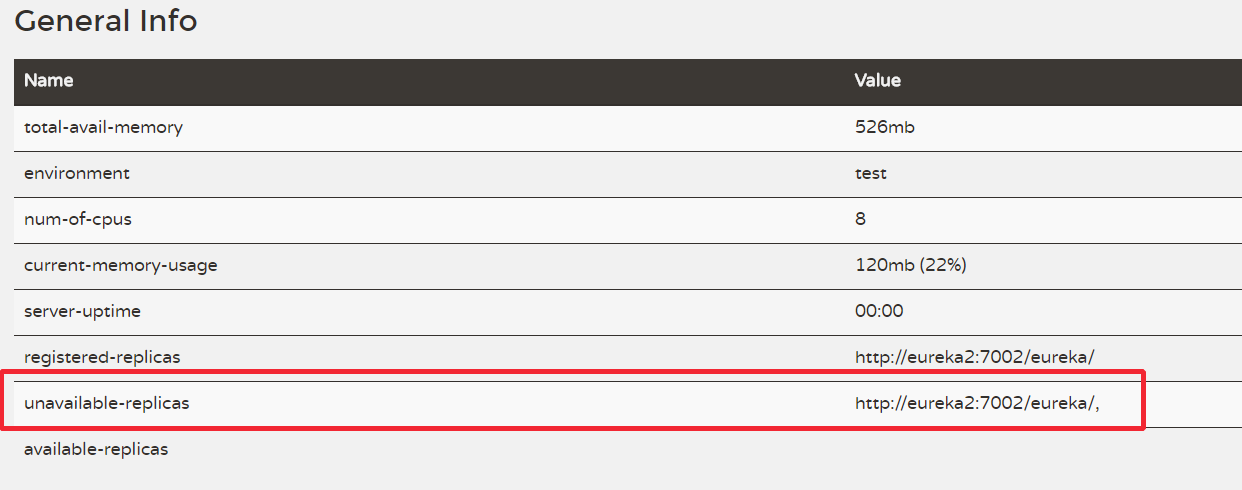 General Info
Name Value
total-avail-memory 526mb
environment test
num-of-cpus 8
current-memory-usage 120mb (22%)
server-uptime 00:00
registered-replicas http://eureka2:7002/eureka/
unavailable-replicas http://eureka2:7002/eureka/,
available-replicas